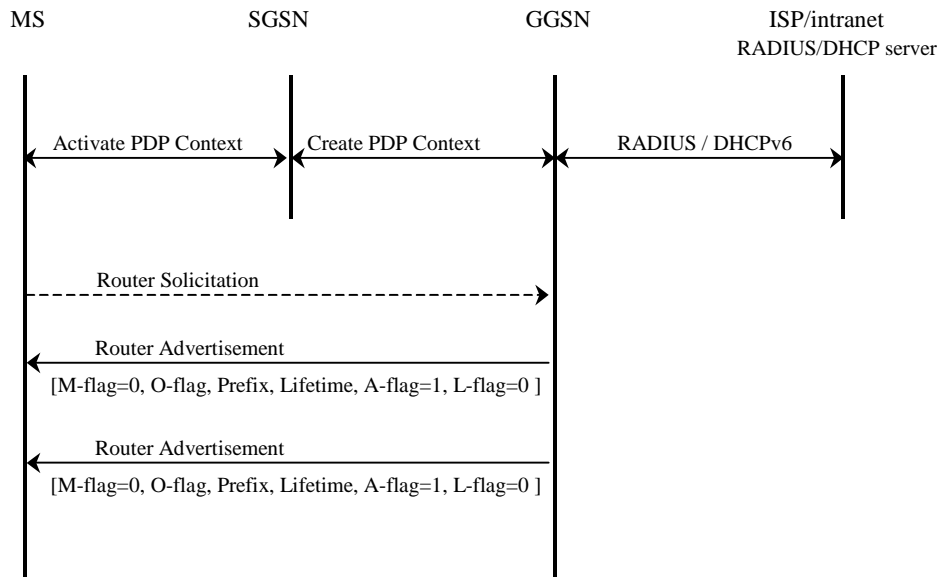 MS
SGSN
GGSN
ISP/intranet
RADIUS/DHCP server
Activate PDP Context
Create PDP Context
RADIUS / DHCPv6
Router Solicitation
Router Advertisement
[M-flag=0, O-flag, Prefix, Lifetime, A-flag=1, L-flag=0 ]
Router Advertisement
[M-flag=0, O-flag, Prefix, Lifetime, A-flag=1, L-flag=0 ]